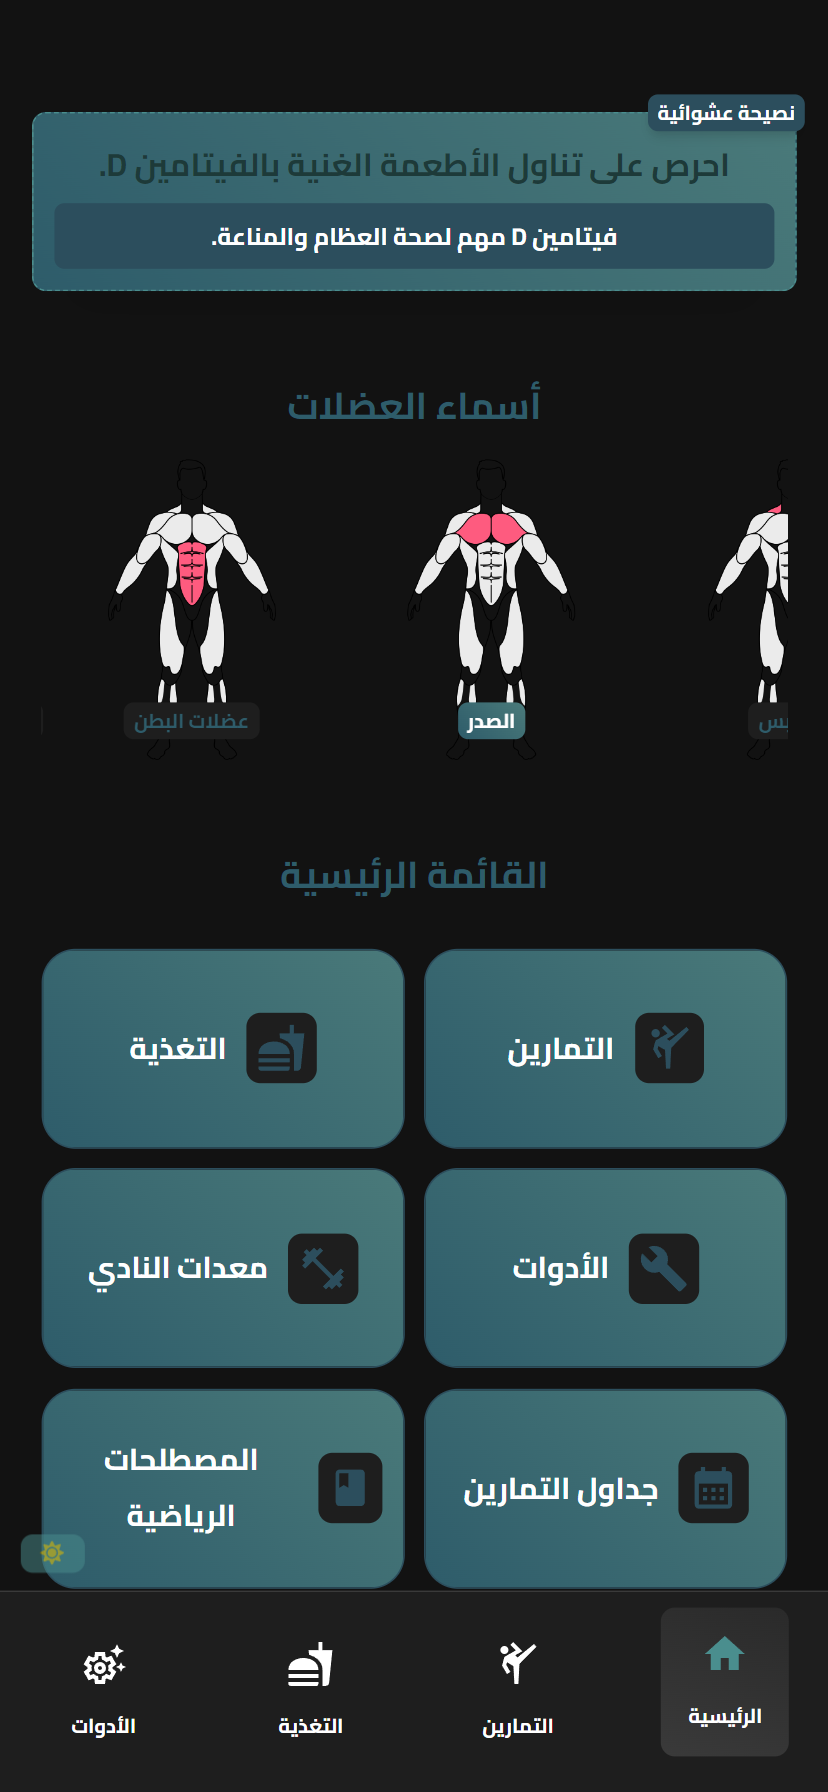 نصيحة عشوائية
احرص على تناول الأطعمة الغنية بالفيتامين D.
فيتامين D مهم لصحة العظام والمناعة.
أسماء العضلات
الصدر
عضلات البطن
القائمة الرئيسية
التمارين
التغذية
الأدوات
معدات النادي
جداول التمارين
المصطلحات
الرياضية
الرئيسية
التمارين
التغذية
الأدوات